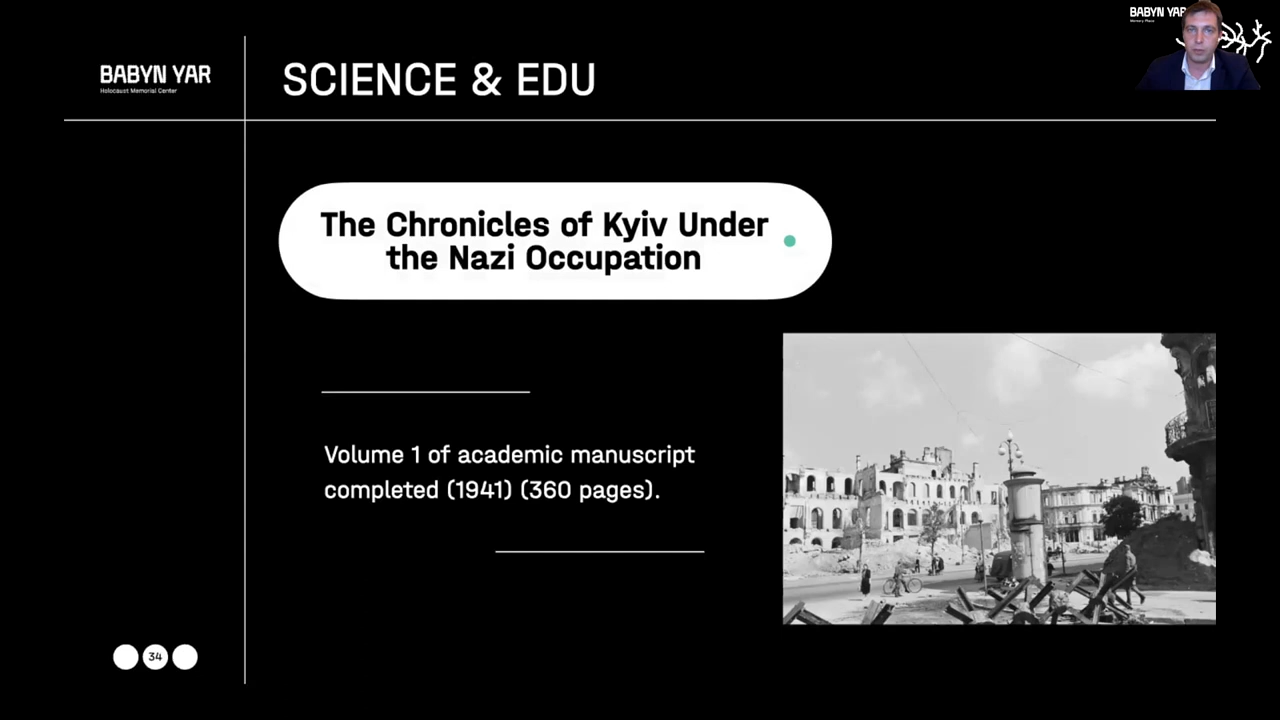 BABYN YAR
Holocaust Memorial Center
SCIENCE & EDU
BABYN YAR
Memory Place
The Chronicles of Kyiv Under
the Nazi Occupation
Volume 1 of academic manuscript
completed (1941) (360 pages).
34